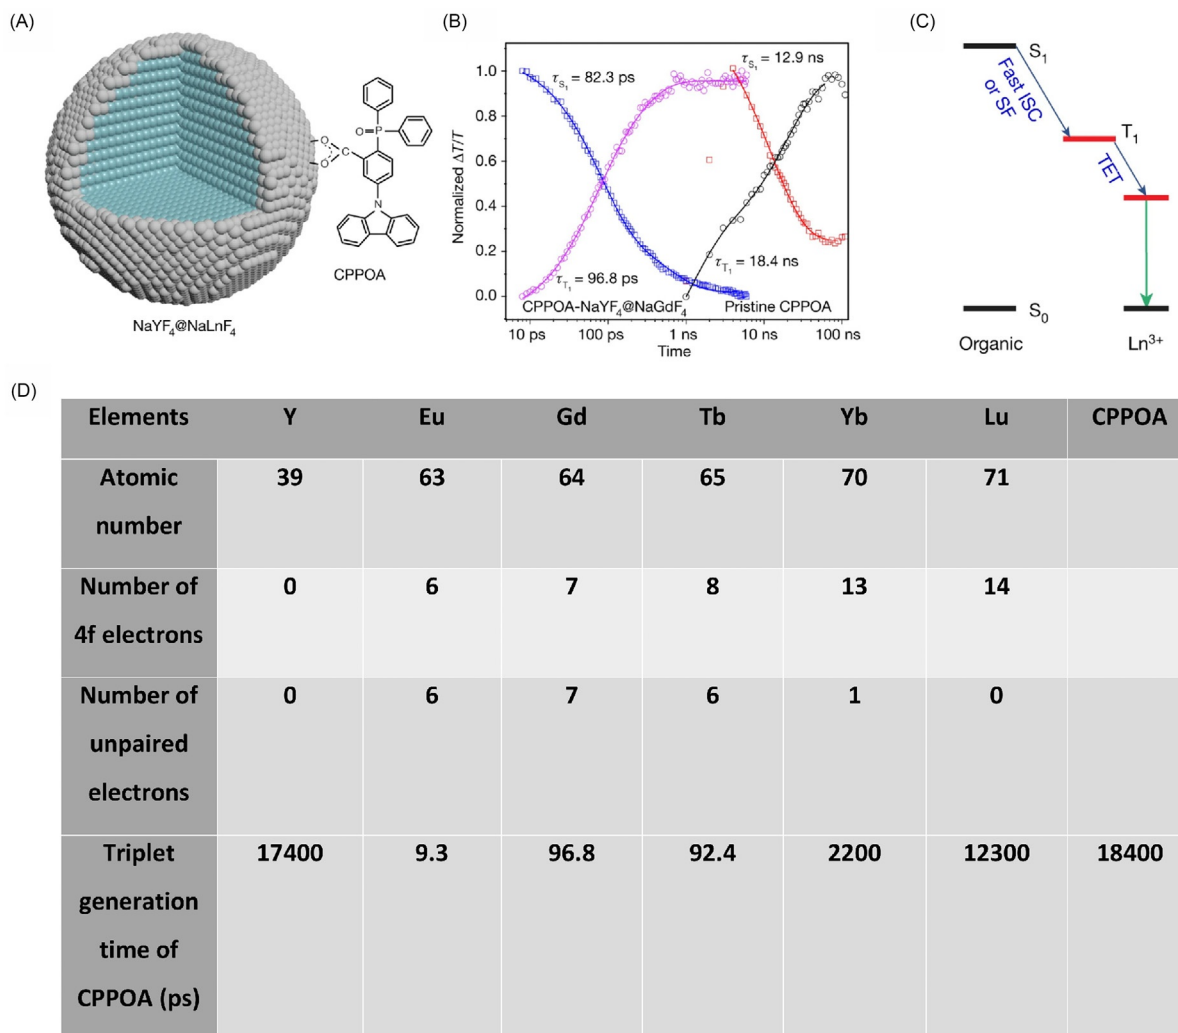 (A)
O
O
C
O=P
N
CPPOA
NaYF₄@NaLnF₄
(B)
Normalized ΔT/T
1.0
0.8
0.6
0.4
0.2
0.0
τS₁ = 82.3 ps
τS₁ = 12.9 ns
τT₁ = 96.8 ps
τT₁ = 18.4 ns
CPPOA-NaYF₄@NaGdF₄
Pristine CPPOA
10 ps 100 ps 1 ns 10 ns 100 ns
Time
(C)
S₁
Fast ISC
or SF
T₁
TET
S₀
Organic
Ln³⁺
(D)
Elements Y Eu Gd Tb Yb Lu CPPOA
Atomic 39 63 64 65 70 71
number
Number of 0 6 7 8 13 14
4f electrons
Number of 0 6 7 6 1 0
unpaired
electrons
Triplet 17400 9.3 96.8 92.4 2200 12300 18400
generation
time of
CPPOA (ps)